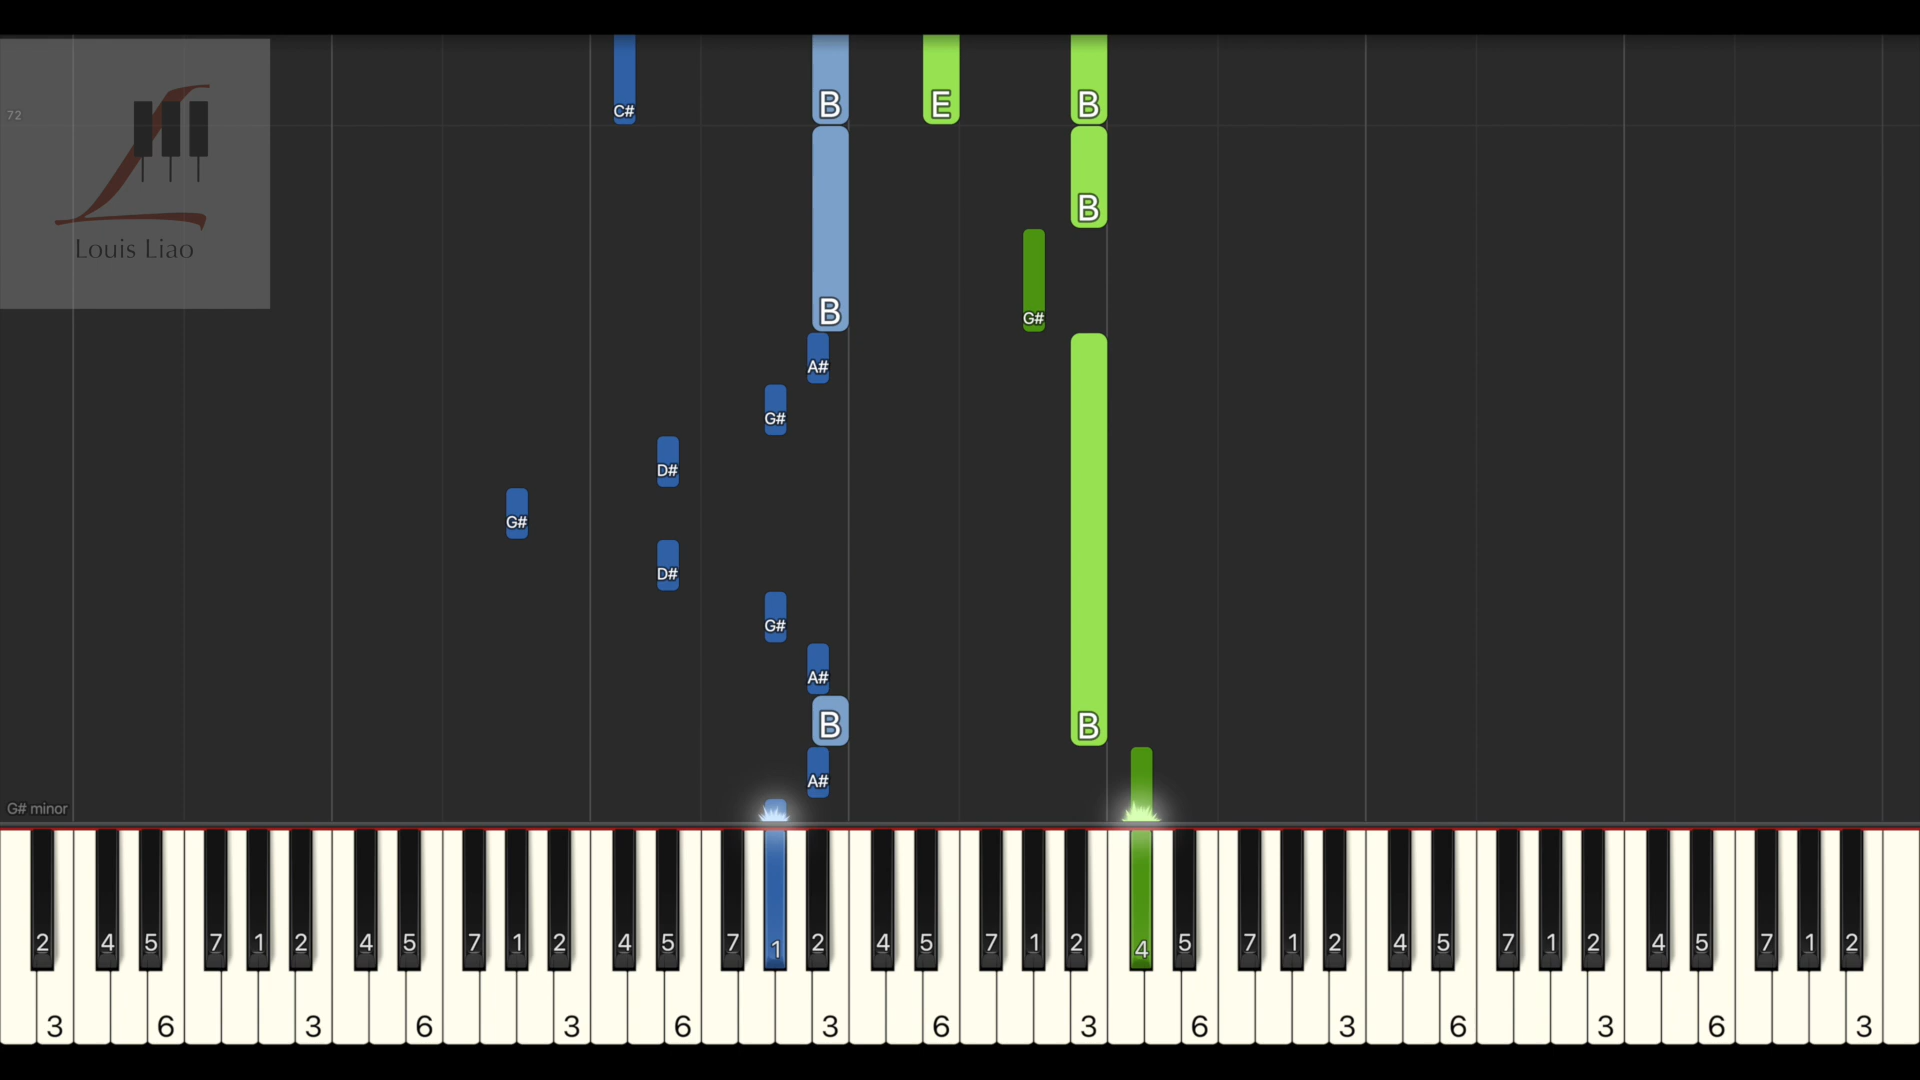 C# B E B
72
B
Louis Liao
B G#
A#
G#
D#
G#
D#
G#
A#
B B
A#
G# minor
2 4 5 7 1 2 4 5 7 1 2 4 5 7 1 2 4 5 7 1 2 4 5 7 1 2 4 5 7 1 2 4 5 7 1 2
3 6 3 6 3 6 3 6 3 6 3 6 3 6 3